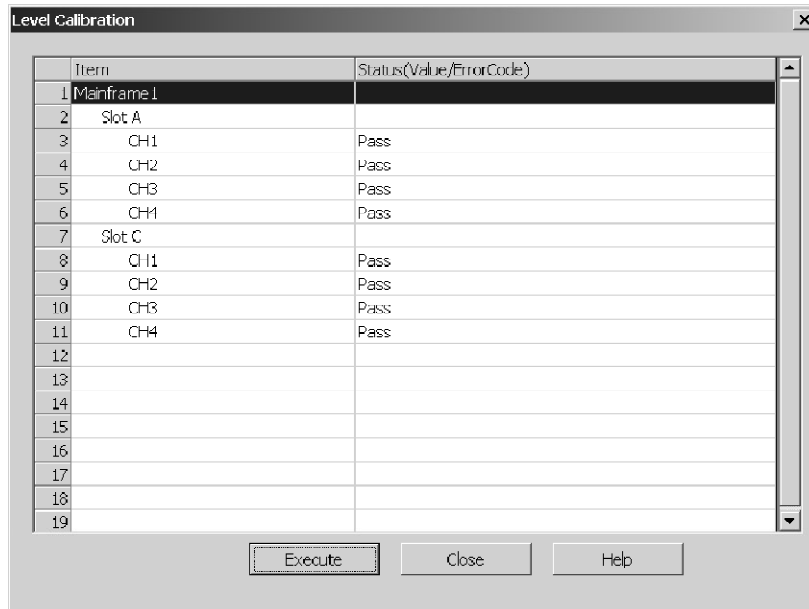 Level Calibration
Item Status(Value/ErrorCode)
1 Mainframe1
2 Slot A
3 CH1 Pass
4 CH2 Pass
5 CH3 Pass
6 CH4 Pass
7 Slot C
8 CH1 Pass
9 CH2 Pass
10 CH3 Pass
11 CH4 Pass
12
13
14
15
16
17
18
19
Execute Close Help